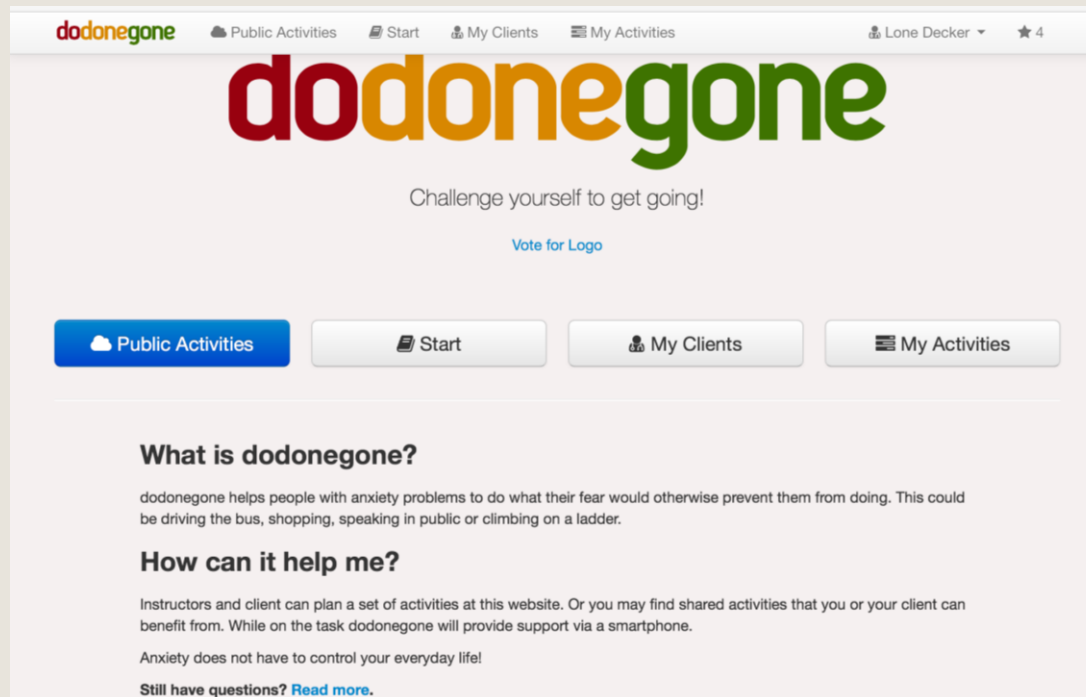 dodonegone Public Activities Start My Clients My Activities Lone Decker 4
dodonegone
Challenge yourself to get going!
Vote for Logo
Public Activities Start My Clients My Activities
What is dodonegone?
dodonegone helps people with anxiety problems to do what their fear would otherwise prevent them from doing. This could
be driving the bus, shopping, speaking in public or climbing on a ladder.
How can it help me?
Instructors and client can plan a set of activities at this website. Or you may find shared activities that you or your client can
benefit from. While on the task dodonegone will provide support via a smartphone.
Anxiety does not have to control your everyday life!
Still have questions? Read more.